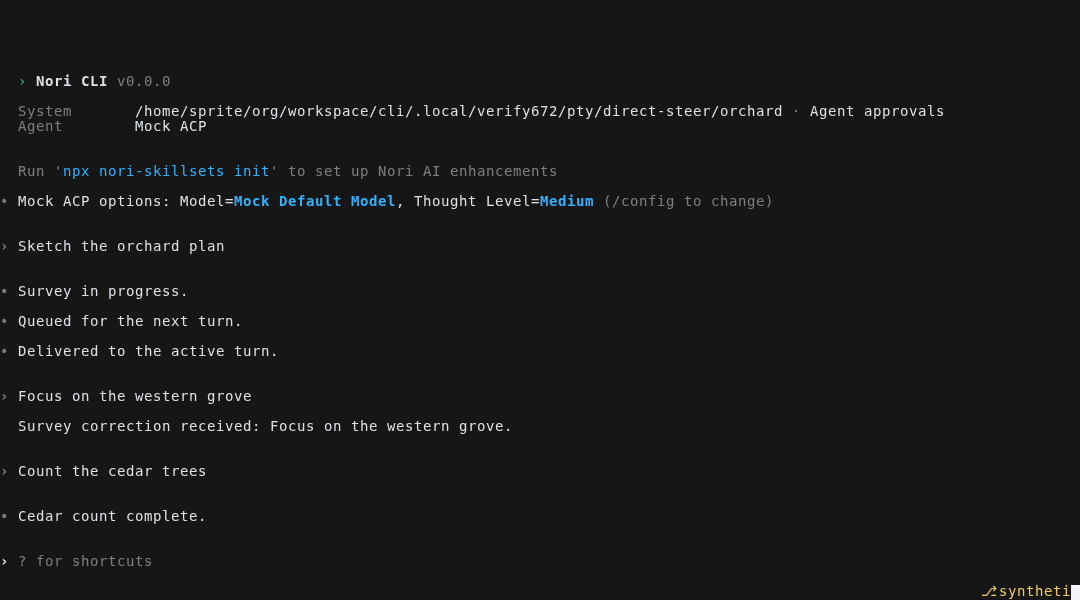 › Nori CLI v0.0.0
System /home/sprite/org/workspace/cli/.local/verify672/pty/direct-steer/orchard · Agent approvals
Agent Mock ACP
Run 'npx nori-skillsets init' to set up Nori AI enhancements
• Mock ACP options: Model=Mock Default Model, Thought Level=Medium (/config to change)
› Sketch the orchard plan
• Survey in progress.
• Queued for the next turn.
• Delivered to the active turn.
› Focus on the western grove
Survey correction received: Focus on the western grove.
› Count the cedar trees
• Cedar count complete.
› ? for shortcuts
⎇syntheti